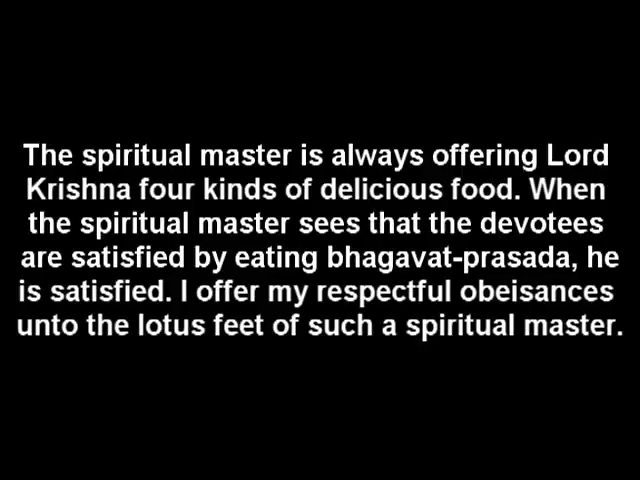 The spiritual master is always offering Lord
Krishna four kinds of delicious food. When
the spiritual master sees that the devotees
are satisfied by eating bhagavat-prasada, he
is satisfied. I offer my respectful obeisances
unto the lotus feet of such a spiritual master.